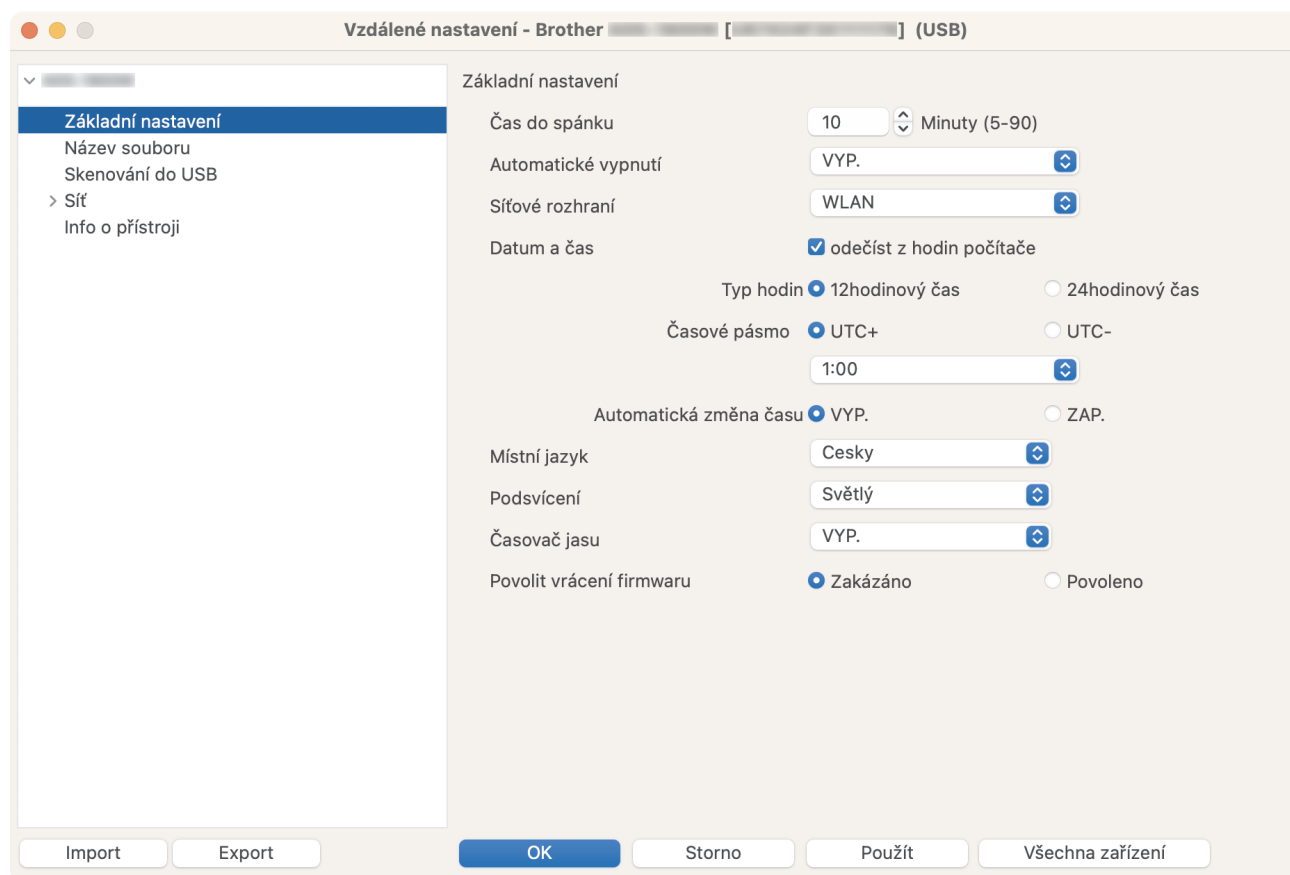 Vzdálené nastavení - Brother [ ] (USB)
Základní nastavení
Název souboru
Skenování do USB
Síť
Info o přístroji
Základní nastavení
Čas do spánku 10 Minuty (5-90)
Automatické vypnutí VYP.
Síťové rozhraní WLAN
Datum a čas odečíst z hodin počítače
Typ hodin 12hodinový čas 24hodinový čas
Časové pásmo UTC+ UTC-
1:00
Automatická změna času VYP. ZAP.
Místní jazyk Cesky
Podsvícení Světlý
Časovač jasu VYP.
Povolit vrácení firmwaru Zakázáno Povoleno
Import Export OK Storno Použít Všechna zařízení